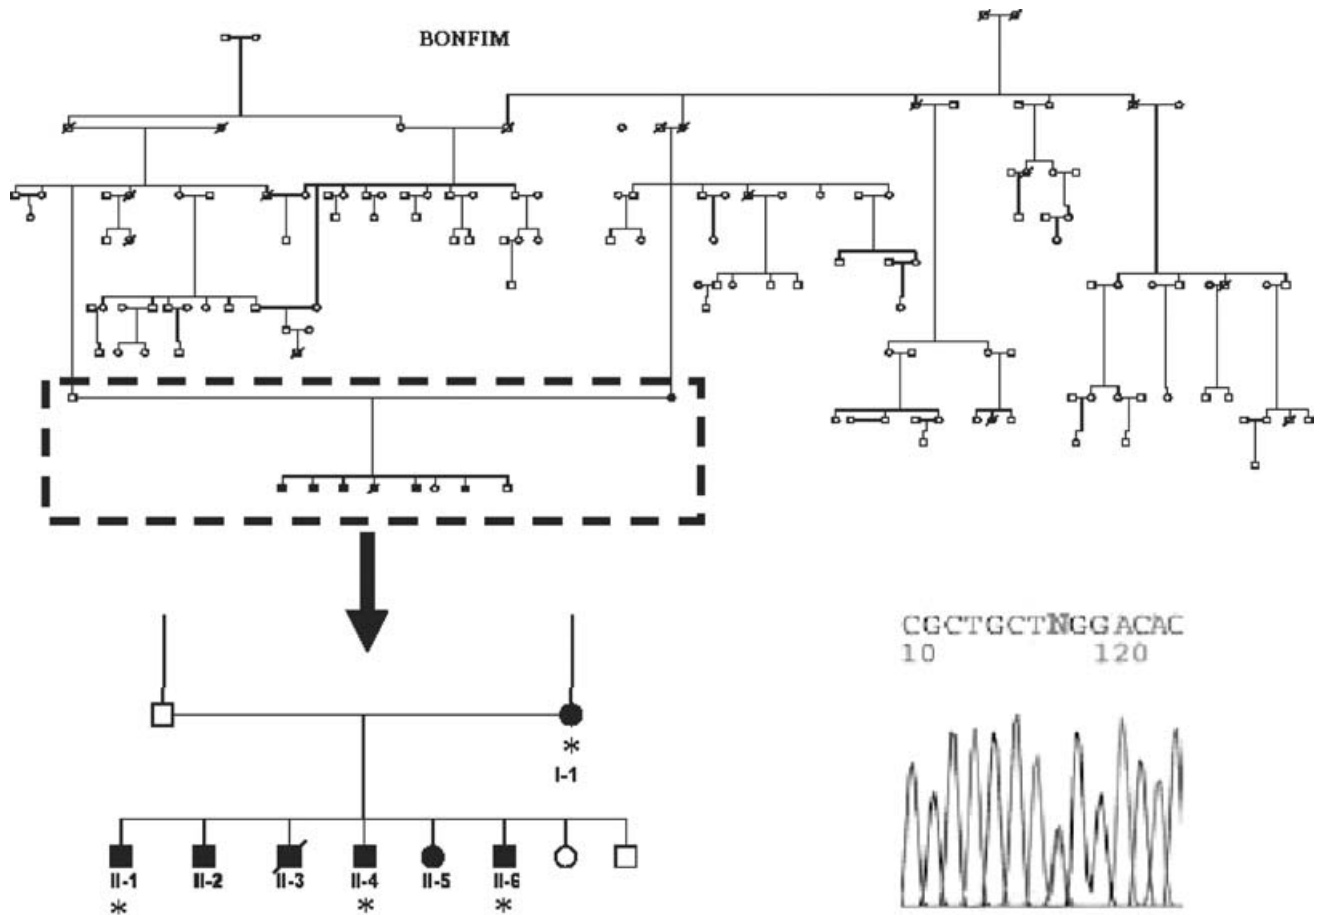 BONFIM
CGCTGCTNGGACAC
10 120
*
I-1
II-1 II-2 II-3 II-4 II-5 II-6
* * *